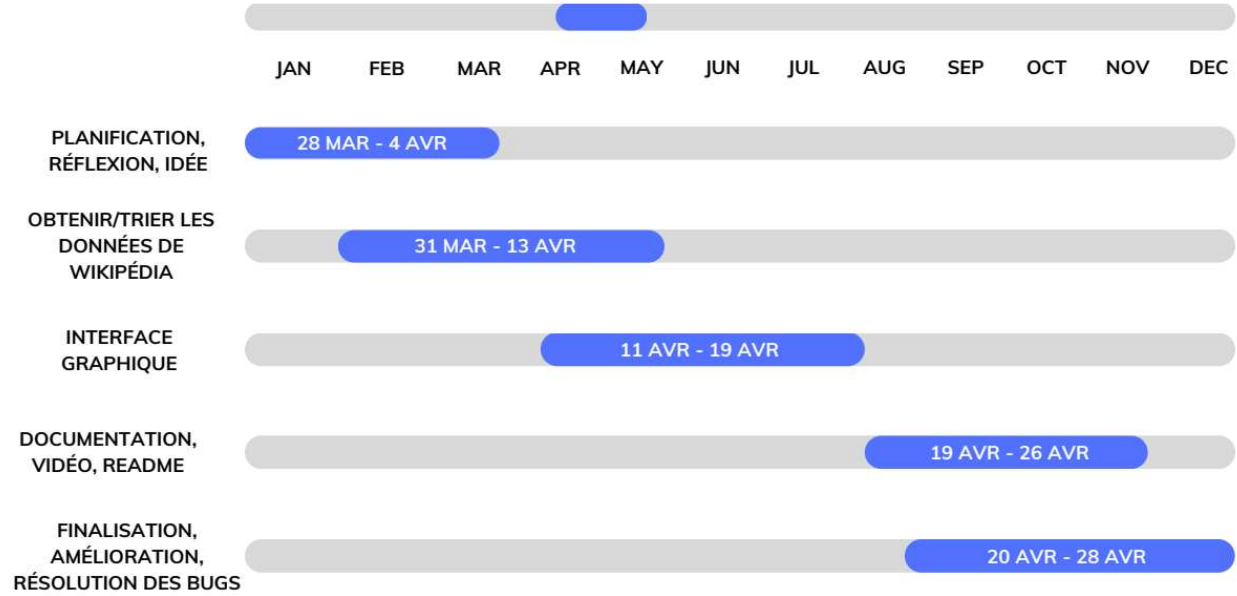 JAN FEB MAR APR MAY JUN JUL AUG SEP OCT NOV DEC
PLANIFICATION,
RÉFLEXION, IDÉE
28 MAR - 4 AVR
OBTENIR/TRIER LES
DONNÉES DE
WIKIPÉDIA
31 MAR - 13 AVR
INTERFACE
GRAPHIQUE
11 AVR - 19 AVR
DOCUMENTATION,
VIDÉO, README
19 AVR - 26 AVR
FINALISATION,
AMÉLIORATION,
RÉSOLUTION DES BUGS
20 AVR - 28 AVR